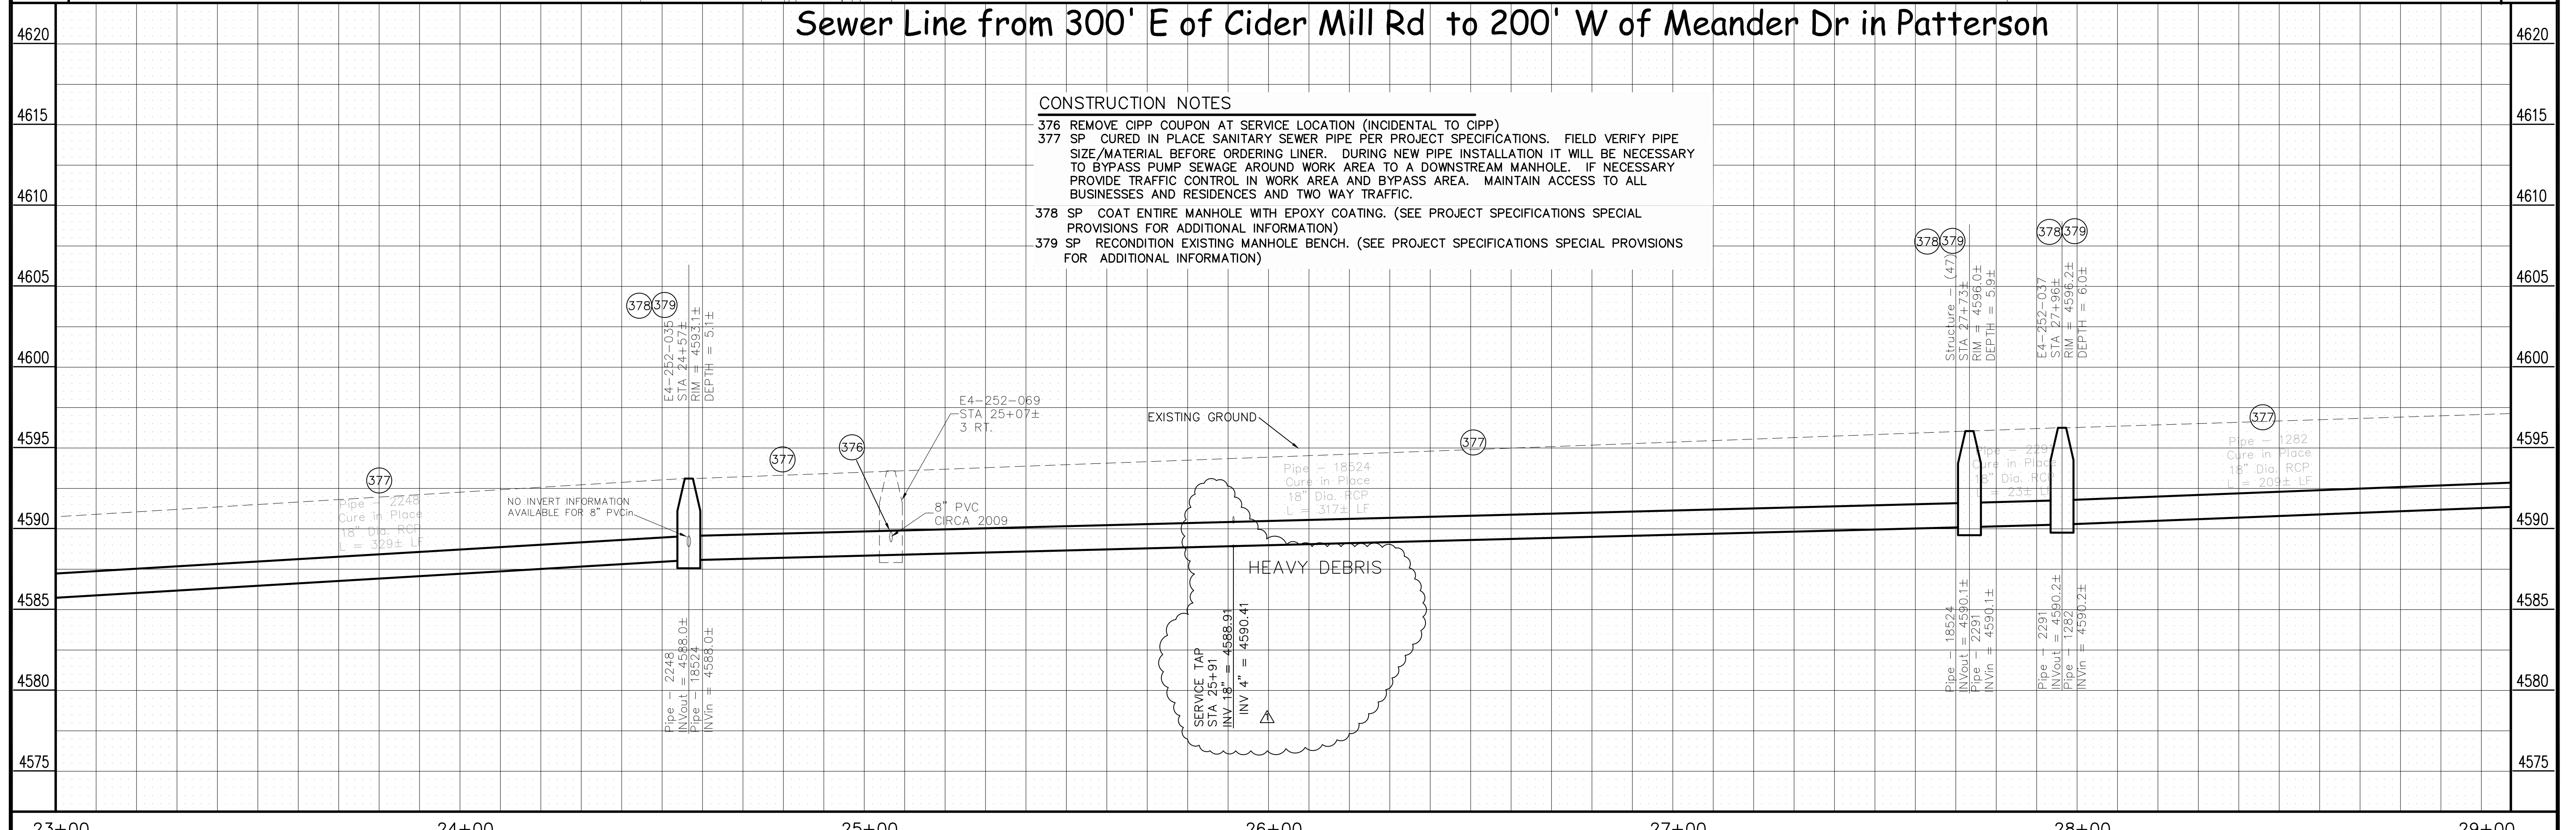 Sewer Line from 300' E of Cider Mill Rd  to 200' W of Meander Dr in Patterson
4620
4615
4610
4605
4600
4595
4590
4585
4580
4575
4620
4615
4610
4605
4600
4595
4590
4585
4580
4575
CONSTRUCTION NOTES
376 REMOVE CIPP COUPON AT SERVICE LOCATION (INCIDENTAL TO CIPP)
377 SP CURED IN PLACE SANITARY SEWER PIPE PER PROJECT SPECIFICATIONS. FIELD VERIFY PIPE
SIZE/MATERIAL BEFORE ORDERING LINER. DURING NEW PIPE INSTALLATION IT WILL BE NECESSARY
TO BYPASS PUMP SEWAGE AROUND WORK AREA TO A DOWNSTREAM MANHOLE. IF NECESSARY
PROVIDE TRAFFIC CONTROL IN WORK AREA AND BYPASS AREA. MAINTAIN ACCESS TO ALL
BUSINESSES AND RESIDENCES AND TWO WAY TRAFFIC.
378 SP COAT ENTIRE MANHOLE WITH EPOXY COATING. (SEE PROJECT SPECIFICATIONS SPECIAL
PROVISIONS FOR ADDITIONAL INFORMATION)
379 SP RECONDITION EXISTING MANHOLE BENCH. (SEE PROJECT SPECIFICATIONS SPECIAL PROVISIONS
FOR ADDITIONAL INFORMATION)
377
Pipe - 2248
Cure in Place
18" Dia. RCP
L = 329± LF
NO INVERT INFORMATION
AVAILABLE FOR 8" PVCin
378 379
E4-252-035
STA 24+57±
RIM = 4593.1±
DEPTH = 5.1±
Pipe - 2248
INVout = 4588.0±
Pipe - 18524
INVin = 4588.0±
377
376
E4-252-069
STA 25+07±
3 RT.
8" PVC
CIRCA 2009
EXISTING GROUND
Pipe - 18524
Cure in Place
18" Dia. RCP
L = 317± LF
377
HEAVY DEBRIS
SERVICE TAP
STA 25+91
INV 18" = 4588.91
INV 4" = 4590.41
1
378 379
Structure - (47)
STA 27+73±
RIM = 4596.0±
DEPTH = 5.9±
Pipe - 18524
INVout = 4590.1±
Pipe - 2291
INVin = 4590.1±
Pipe - 2291
Cure in Place
18" Dia. RCP
L = 23± LF
378 379
E4-252-037
STA 27+96±
RIM = 4596.2±
DEPTH = 6.0±
Pipe - 2291
INVout = 4590.2±
Pipe - 1282
INVin = 4590.2±
377
Pipe - 1282
Cure in Place
18" Dia. RCP
L = 209± LF
23+00
24+00
25+00
26+00
27+00
28+00
29+00